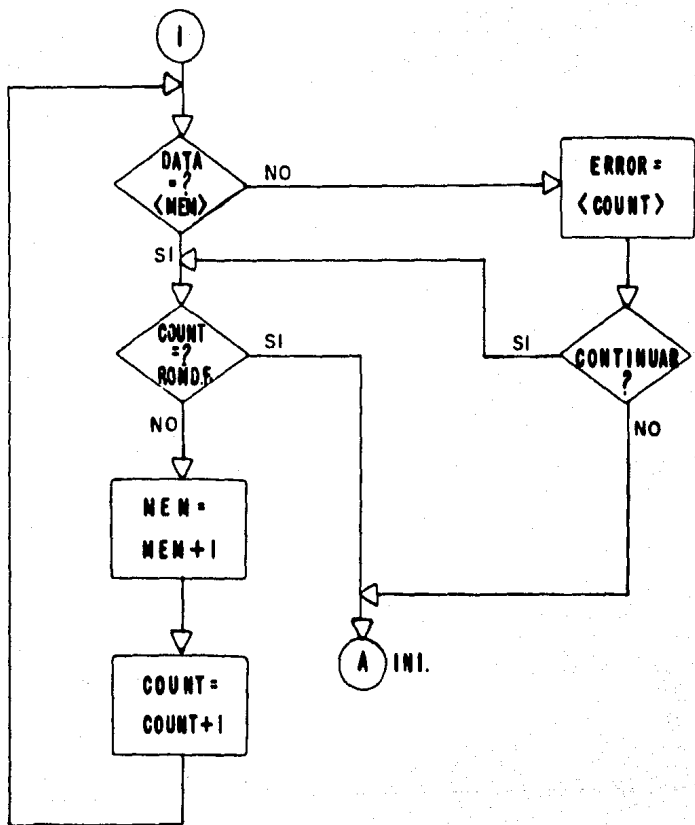 1
DATA
=?
<MEM>
NO
SI
ERROR=
<COUNT>
COUNT
=?
ROMD.F.
SI
NO
CONTINUAR
?
SI
NO
MEM=
MEM+1
COUNT=
COUNT+1
A INI.